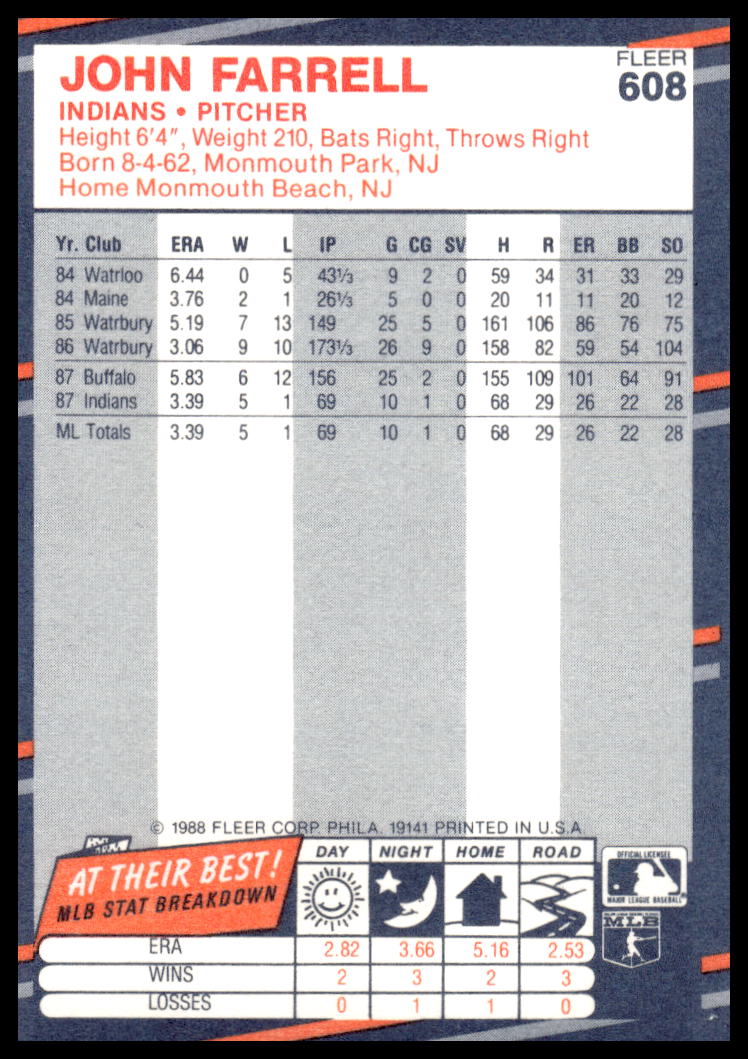 JOHN FARRELL
FLEER
608
INDIANS • PITCHER
Height 6'4", Weight 210, Bats Right, Throws Right
Born 8-4-62, Monmouth Park, NJ
Home Monmouth Beach, NJ
Yr. Club ERA W L IP G CG SV H R ER BB SO
84 Watrloo 6.44 0 5 43⅓ 9 2 0 59 34 31 33 29
84 Maine 3.76 2 1 26⅓ 5 0 0 20 11 11 20 12
85 Watrbury 5.19 7 13 149 25 5 0 161 106 86 76 75
86 Watrbury 3.06 9 10 173⅓ 26 9 0 158 82 59 54 104
87 Buffalo 5.83 6 12 156 25 2 0 155 109 101 64 91
87 Indians 3.39 5 1 69 10 1 0 68 29 26 22 28
ML Totals 3.39 5 1 69 10 1 0 68 29 26 22 28
© 1988 FLEER CORP. PHILA. 19141 PRINTED IN U.S.A.
AT THEIR BEST!
MLB STAT BREAKDOWN
DAY NIGHT HOME ROAD
OFFICIAL LICENSEE
MAJOR LEAGUE BASEBALL
MLB
ERA 2.82 3.66 5.16 2.53
WINS 2 3 2 3
LOSSES 0 1 1 0